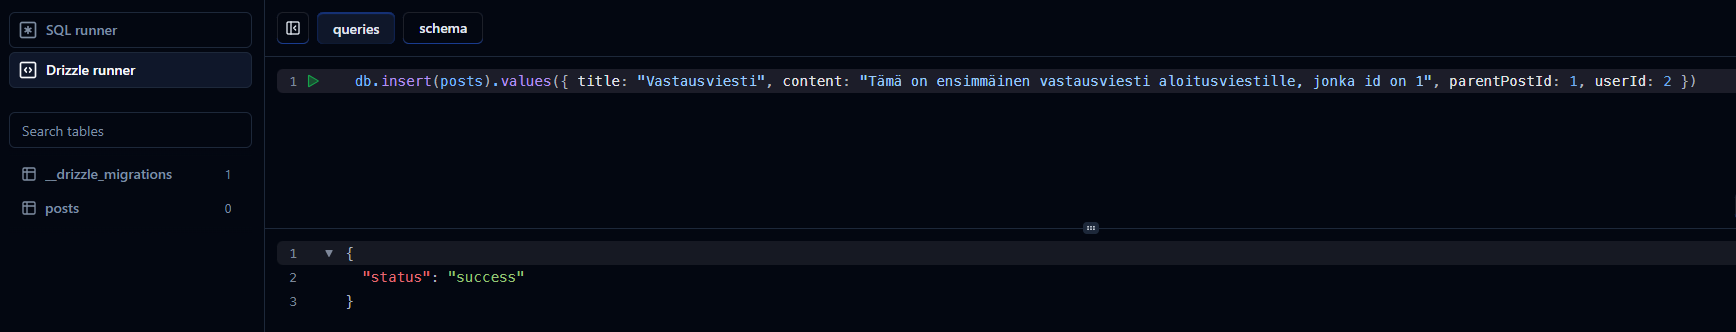 SQL runner
Drizzle runner
Search tables
__drizzle_migrations 1
posts 0
queries schema
1 db.insert(posts).values({ title: "Vastausviesti", content: "Tämä on ensimmäinen vastausviesti aloitusviestille, jonka id on 1", parentPostId: 1, userId: 2 })
1 {
2 "status": "success"
3 }